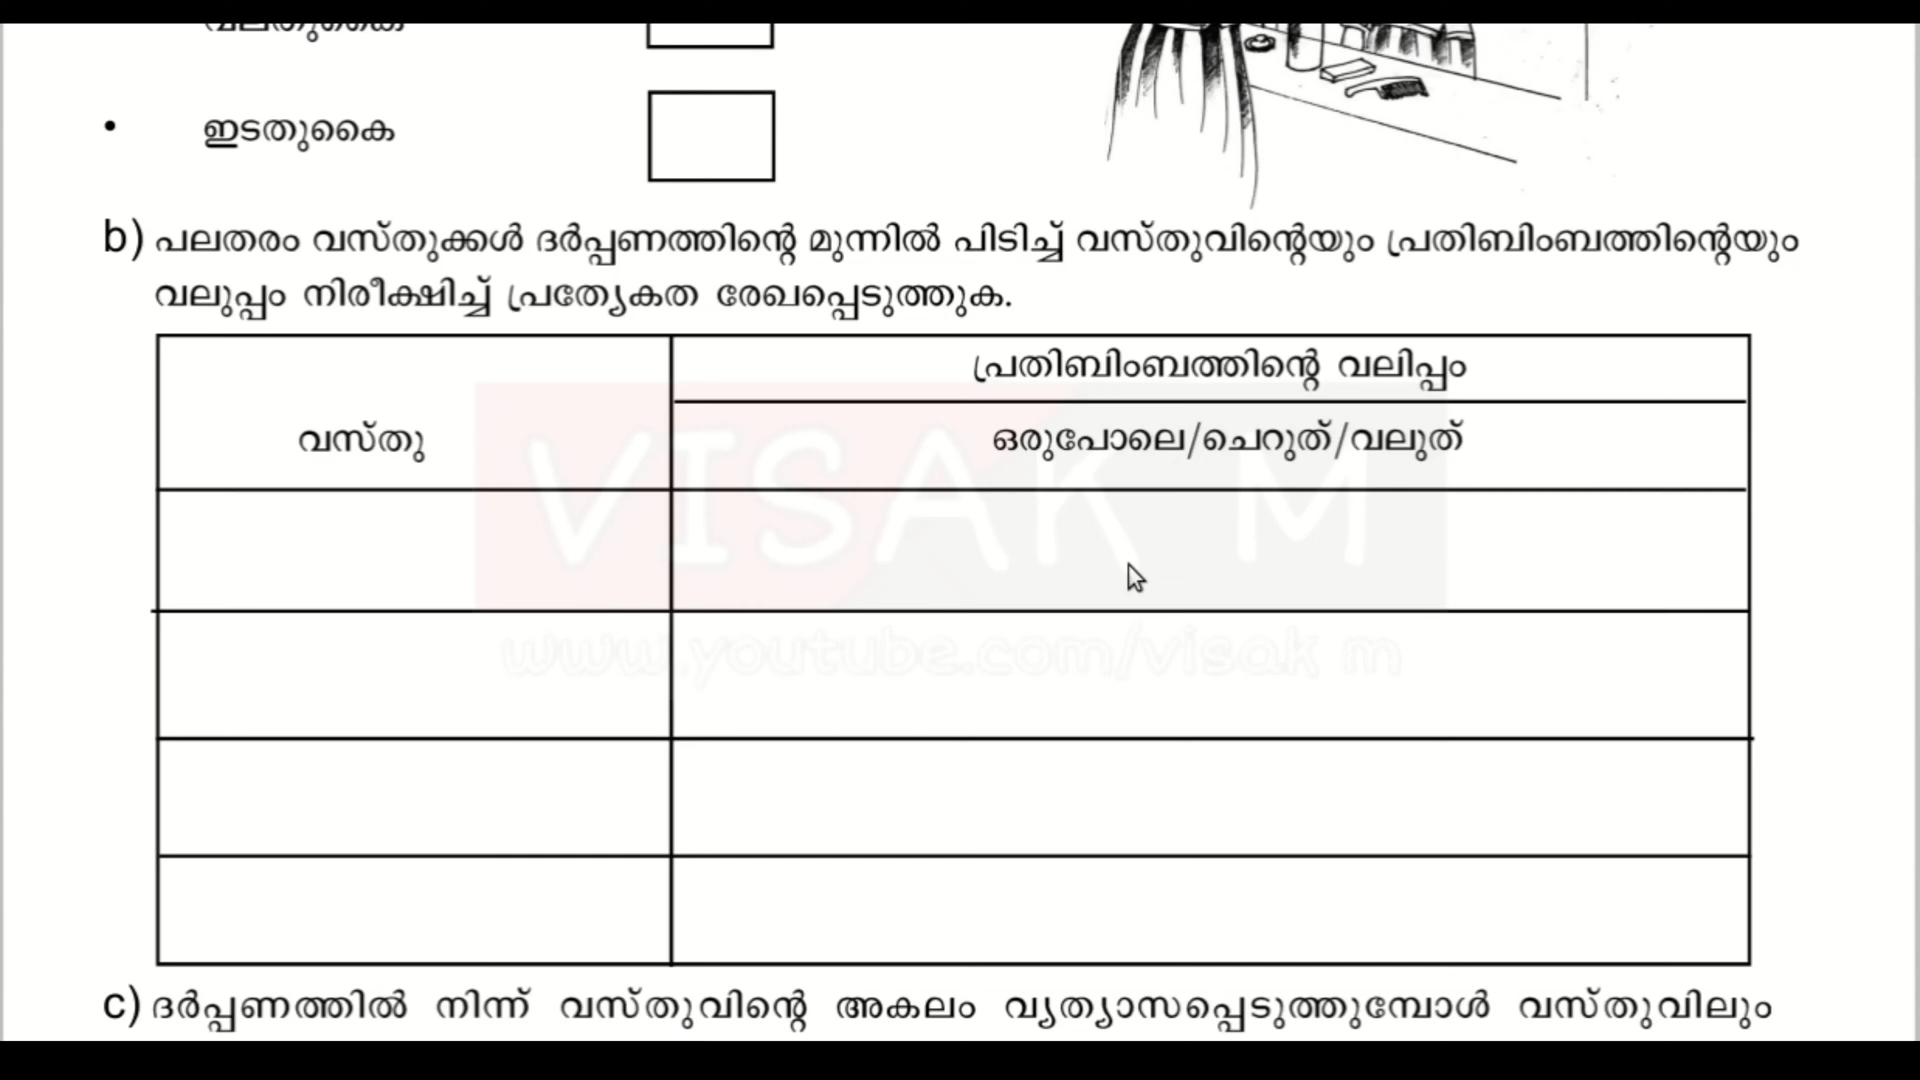 വലതുകൈ
• ഇടതുകൈ
b) പലതരം വസ്തുക്കൾ ദർപ്പണത്തിന്റെ മുന്നിൽ പിടിച്ച് വസ്തുവിന്റെയും പ്രതിബിംബത്തിന്റെയും
വലുപ്പം നിരീക്ഷിച്ച് പ്രത്യേകത രേഖപ്പെടുത്തുക.
പ്രതിബിംബത്തിന്റെ വലിപ്പം
വസ്തു
ഒരുപോലെ/ചെറുത്/വലുത്
VISAK M
www.youtube.com/visak m
c) ദർപ്പണത്തിൽ നിന്ന് വസ്തുവിന്റെ അകലം വ്യത്യാസപ്പെടുത്തുമ്പോൾ വസ്തുവിലും